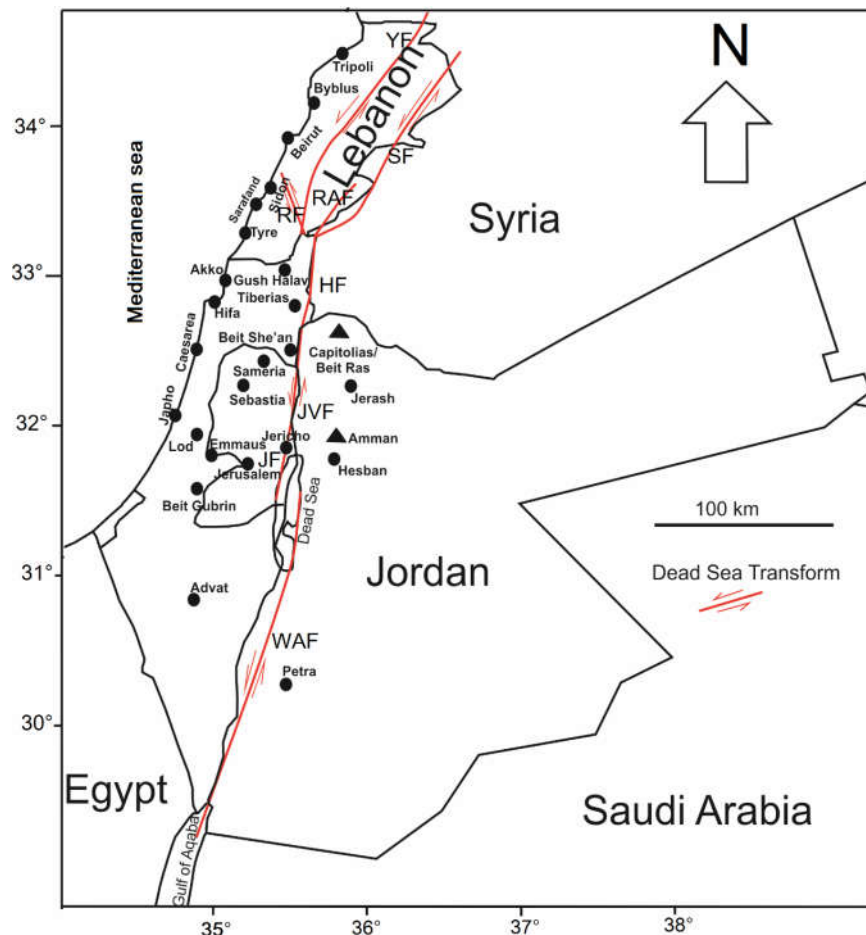 YF
N
Tripoli
Byblus
34°
Beirut
Lebanon
SF
Mediterranean sea
Sidon
Sarafand
RAF
RF
Tyre
Syria
Akko
33°
Gush Halav
HF
Tiberias
Hifa
Beit She'an
Caesarea
Capitolias/
Beit Ras
Sameria
Sebastia
Jerash
Japho
32°
JVF
Lod
Emmaus
Jericho
Amman
JF
Jerusalem
Hesban
Beit Gubrin
Dead Sea
100 km
31°
Jordan
Dead Sea Transform
Advat
WAF
Petra
30°
Egypt
Saudi Arabia
Gulf of Aqaba
35°
36°
37°
38°